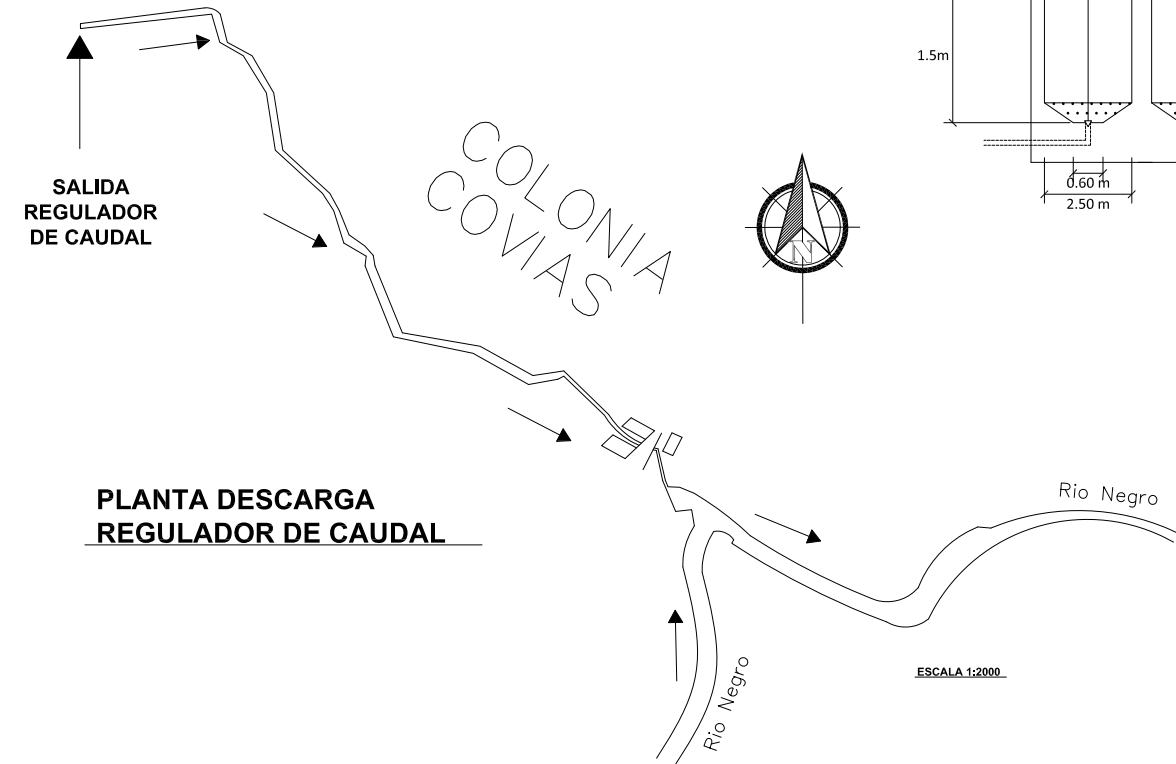 1.5m
0.60 m
2.50 m
SALIDA
REGULADOR
DE CAUDAL
COLONIA
COVIAS
N
PLANTA DESCARGA
REGULADOR DE CAUDAL
Rio Negro
ESCALA 1:2000
Rio Negro